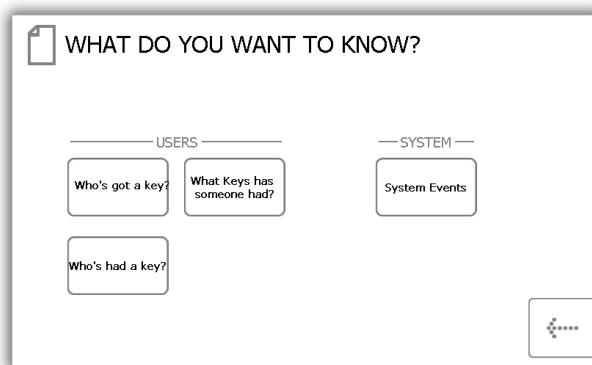 WHAT DO YOU WANT TO KNOW?
USERS
SYSTEM
Who's got a key?
What Keys has
someone had?
System Events
Who's had a key?